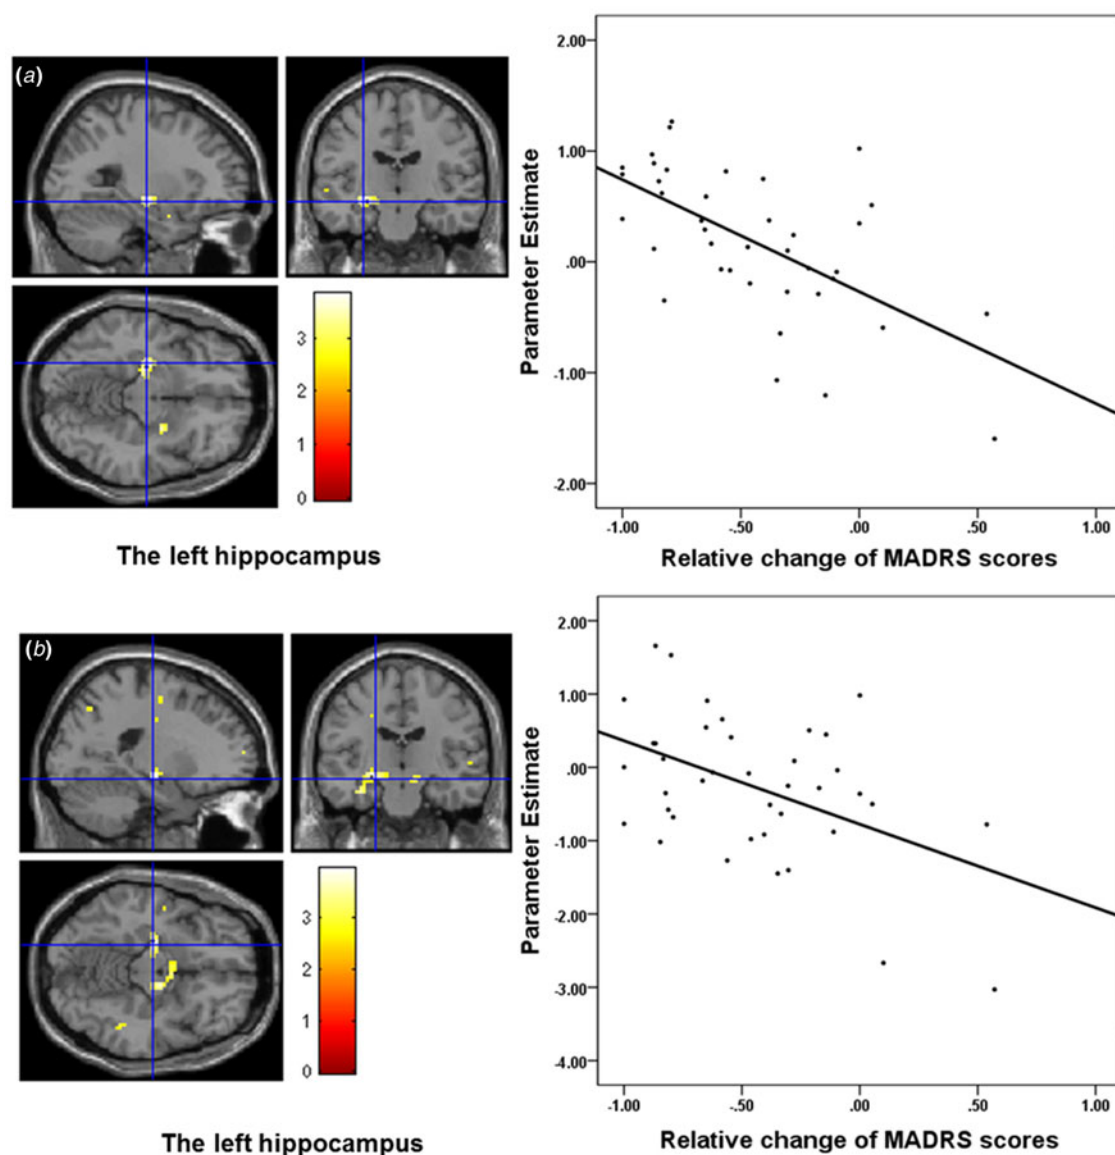 (a)
3
2
1
0
The left hippocampus
2.00
1.00
.00
-1.00
-2.00
Parameter Estimate
-1.00 -.50 .00 .50 1.00
Relative change of MADRS scores
(b)
3
2
1
0
The left hippocampus
2.00
1.00
.00
-1.00
-2.00
-3.00
-4.00
Parameter Estimate
-1.00 -.50 .00 .50 1.00
Relative change of MADRS scores